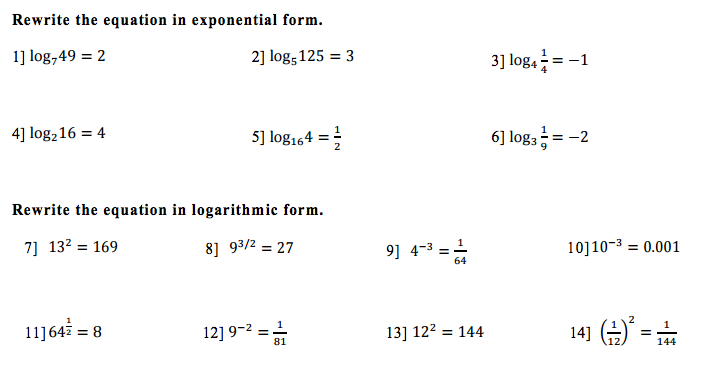 Rewrite the equation in exponential form.
1] log₇49 = 2 2] log₅125 = 3 3] log₄ 1/4 = −1
4] log₂16 = 4 5] log₁₆4 = 1/2 6] log₃ 1/9 = −2
Rewrite the equation in logarithmic form.
7] 13² = 169 8] 9^(3/2) = 27 9] 4⁻³ = 1/64 10]10⁻³ = 0.001
11]64^(1/2) = 8 12] 9⁻² = 1/81 13] 12² = 144 14] (1/12)² = 1/144